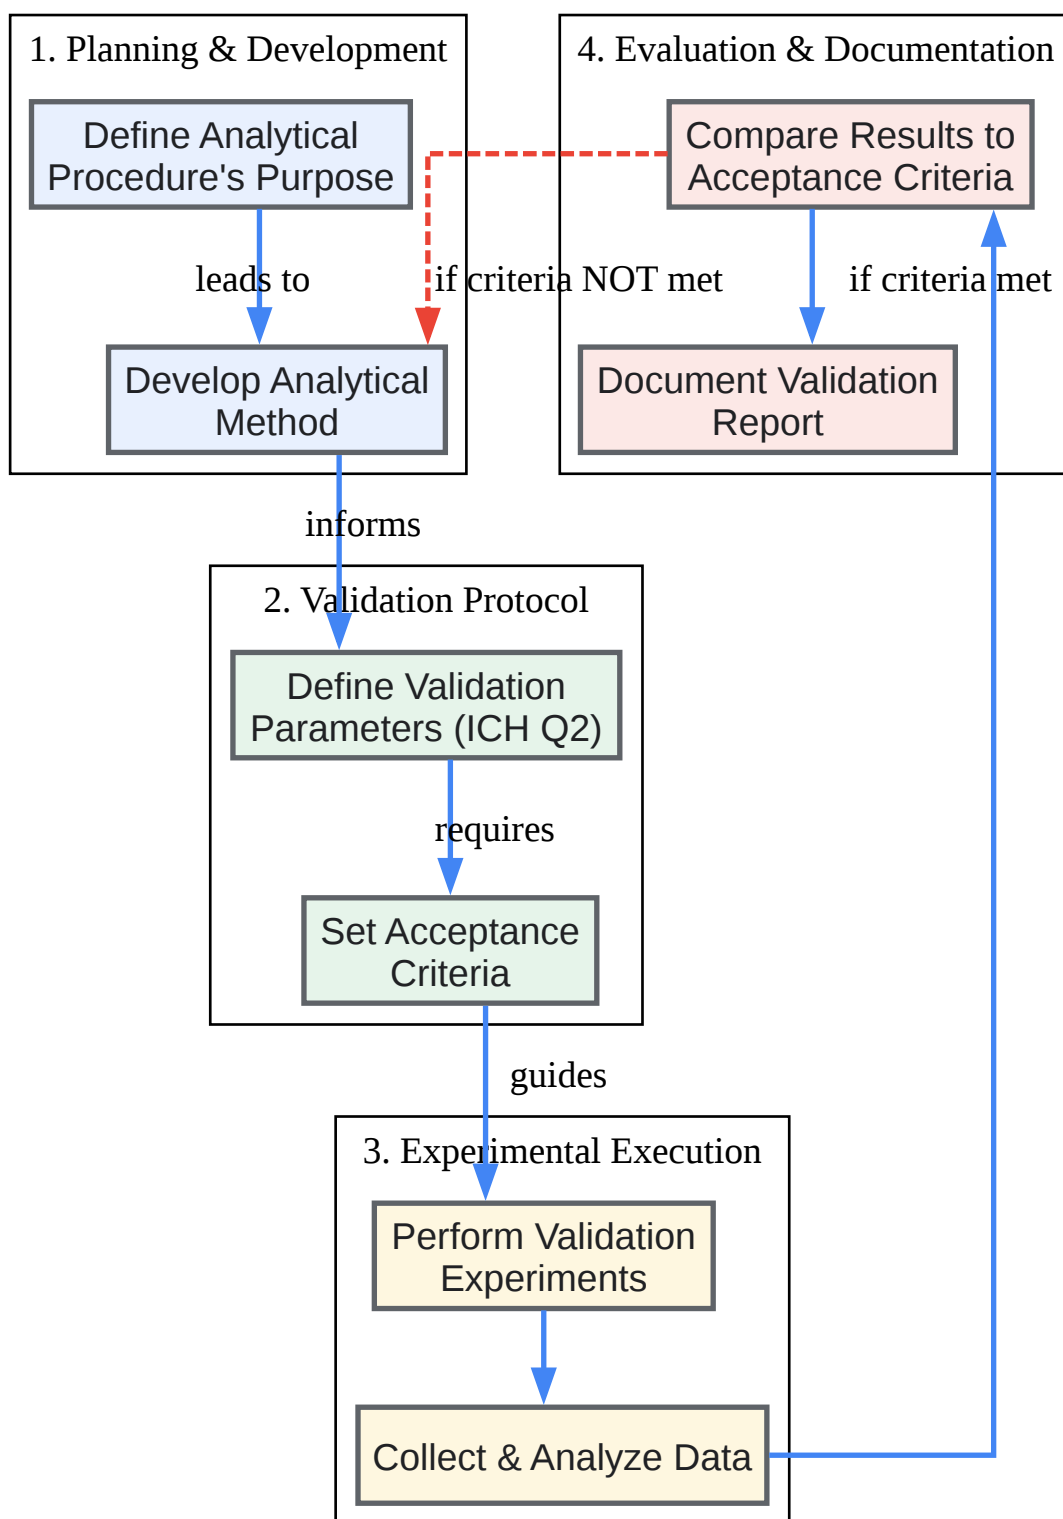 1. Planning & Development
Define Analytical
Procedure's Purpose
leads to
Develop Analytical
Method
informs
2. Validation Protocol
Define Validation
Parameters (ICH Q2)
requires
Set Acceptance
Criteria
guides
3. Experimental Execution
Perform Validation
Experiments
Collect & Analyze Data
4. Evaluation & Documentation
Compare Results to
Acceptance Criteria
if criteria NOT met
if criteria met
Document Validation
Report